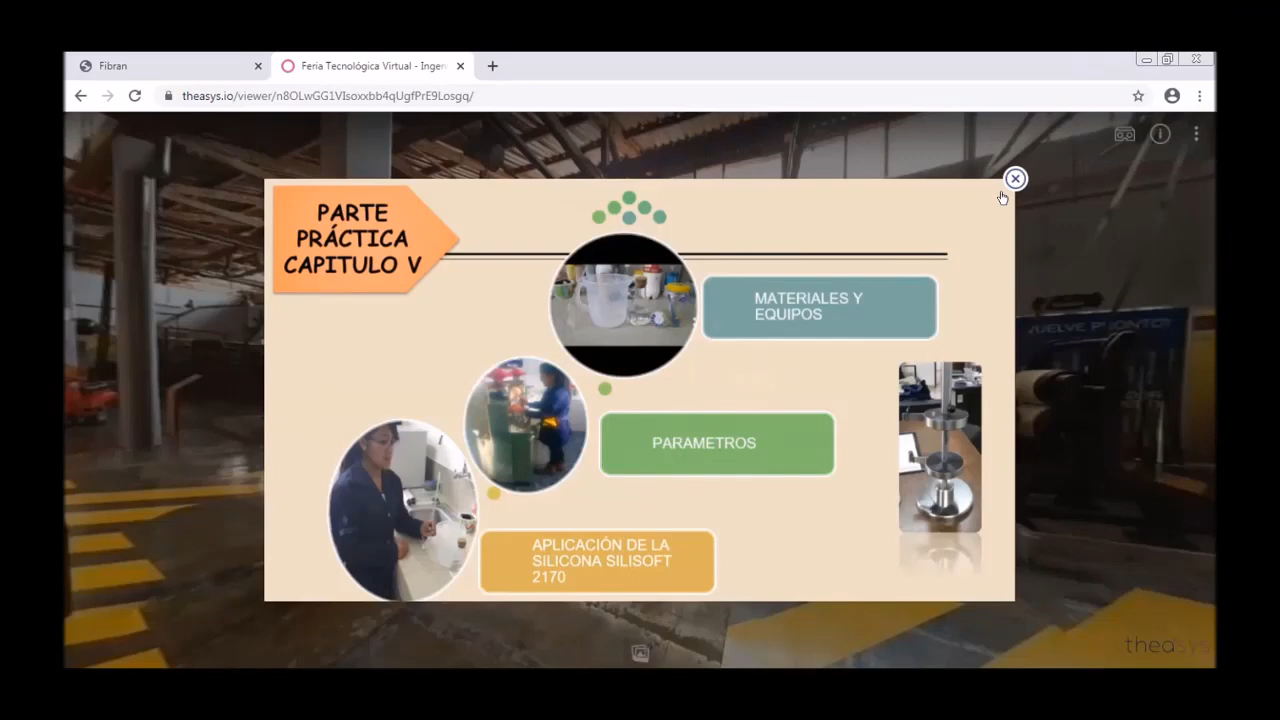 Fibran
Feria Tecnológica Virtual - Ingen
theasys.io/viewer/n8OLwGG1VIsoxxbb4qUgfPrE9Losgq/
PARTE
PRÁCTICA
CAPITULO V
MATERIALES Y
EQUIPOS
PARAMETROS
APLICACIÓN DE LA
SILICONA SILISOFT
2170
theasys